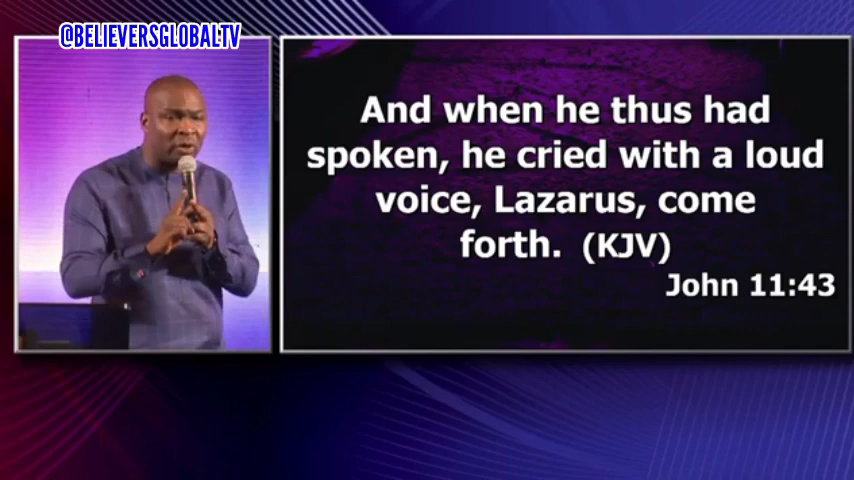 @BELIEVERSGLOBALTV
And when he thus had
spoken, he cried with a loud
voice, Lazarus, come
forth. (KJV)
John 11:43